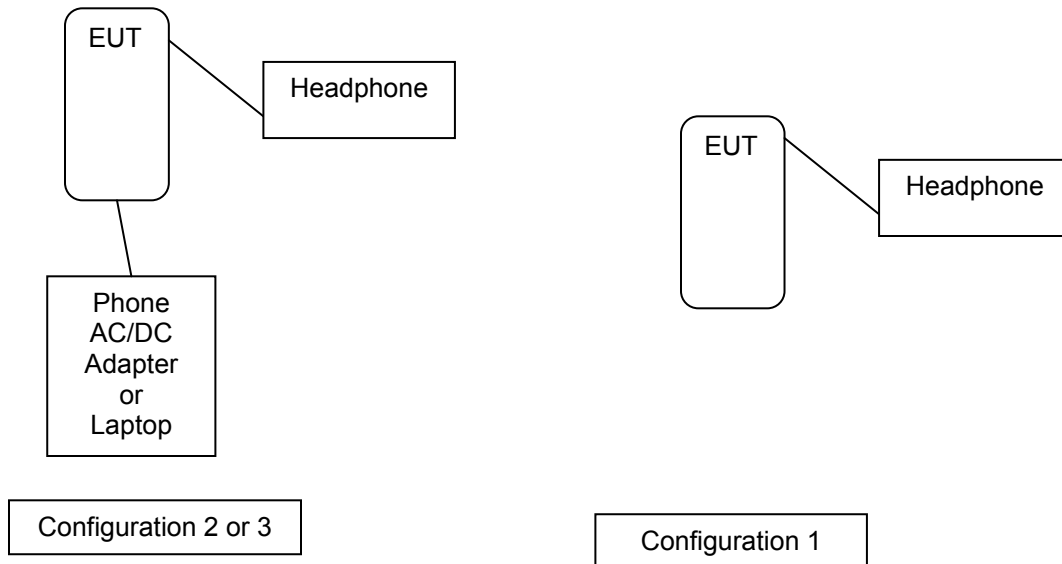 EUT
Headphone
Phone
AC/DC
Adapter
or
Laptop
Configuration 2 or 3
EUT
Headphone
Configuration 1